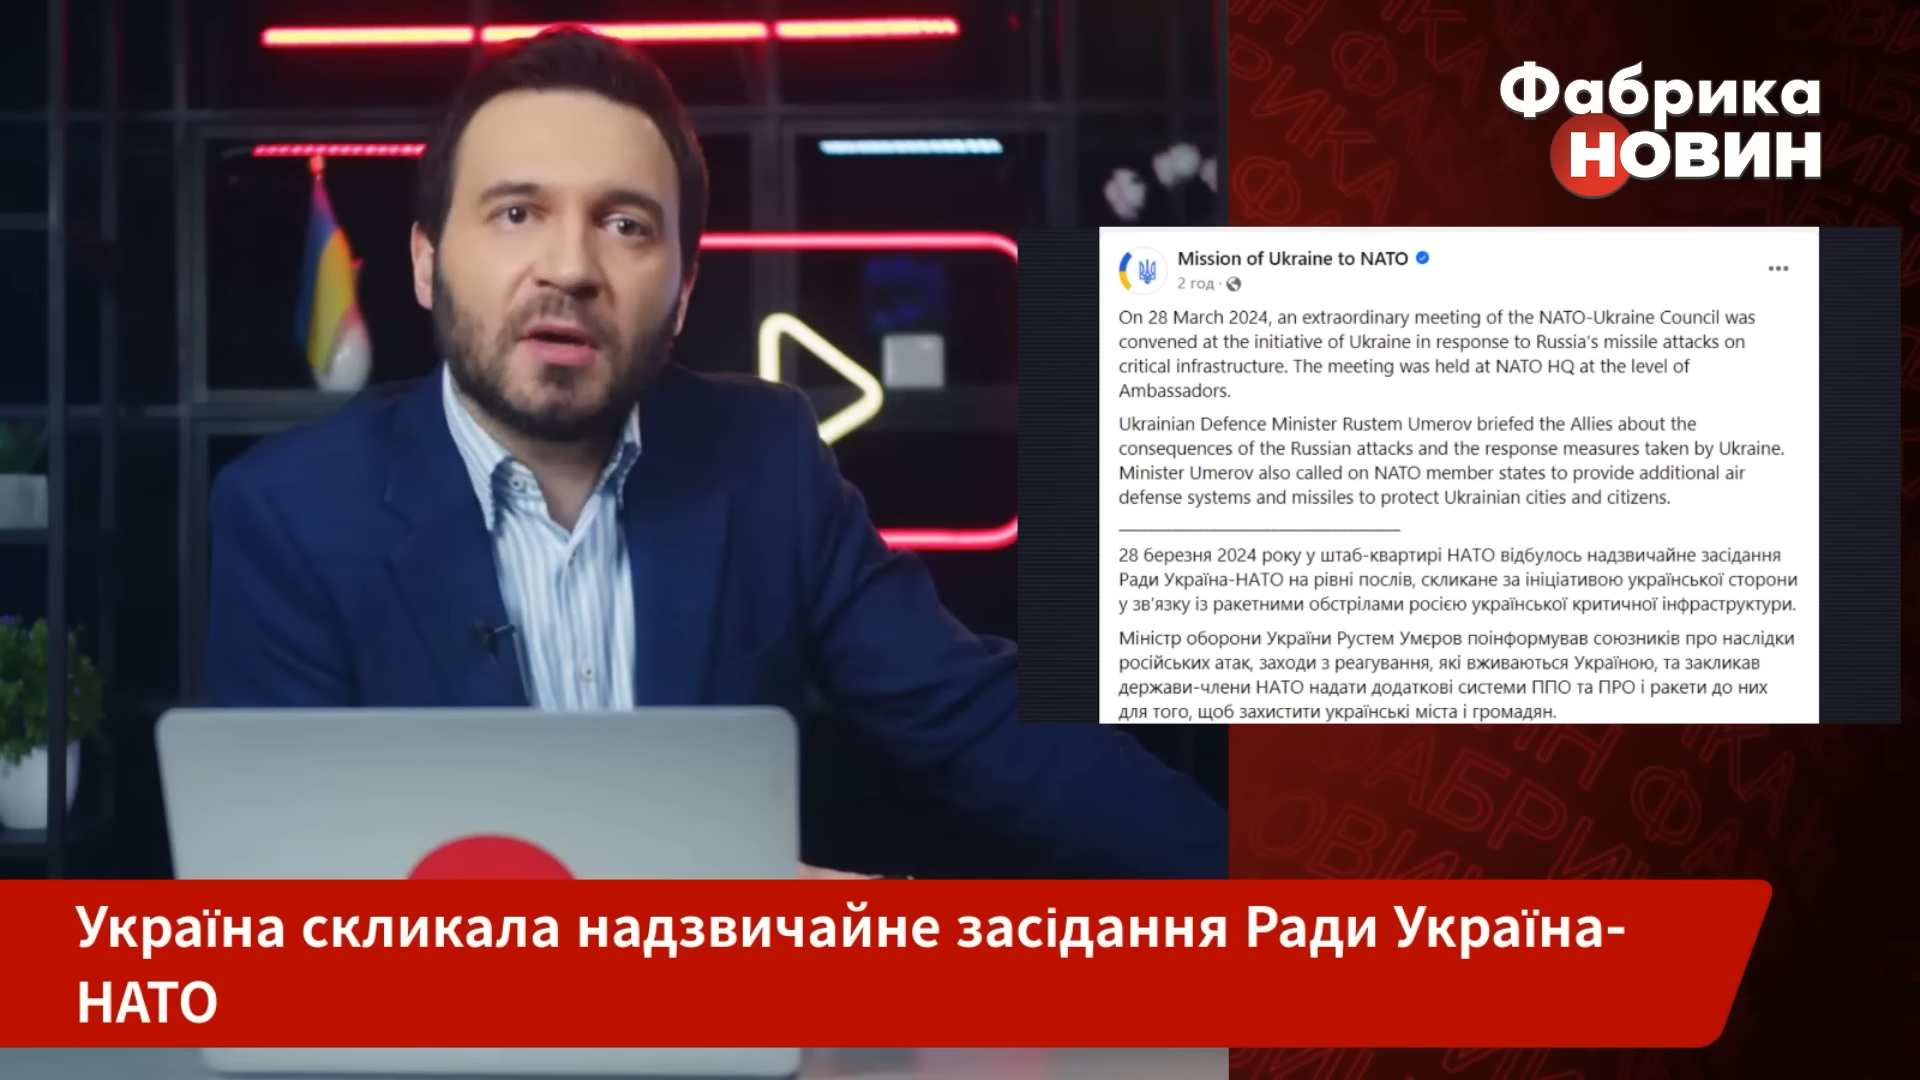 Фабрика
новин
Mission of Ukraine to NATO
2 год ·
On 28 March 2024, an extraordinary meeting of the NATO-Ukraine Council was
convened at the initiative of Ukraine in response to Russia's missile attacks on
critical infrastructure. The meeting was held at NATO HQ at the level of
Ambassadors.
Ukrainian Defence Minister Rustem Umerov briefed the Allies about the
consequences of the Russian attacks and the response measures taken by Ukraine.
Minister Umerov also called on NATO member states to provide additional air
defense systems and missiles to protect Ukrainian cities and citizens.
28 березня 2024 року у штаб-квартирі НАТО відбулось надзвичайне засідання
Ради Україна-НАТО на рівні послів, скликане за ініціативою української сторони
у зв'язку із ракетними обстрілами росією української критичної інфраструктури.
Міністр оборони України Рустем Умєров поінформував союзників про наслідки
російських атак, заходи з реагування, які вживаються Україною, та закликав
держави-члени НАТО надати додаткові системи ППО та ПРО і ракети до них
для того, щоб захистити українські міста і громадян.
Україна скликала надзвичайне засідання Ради Україна-
НАТО